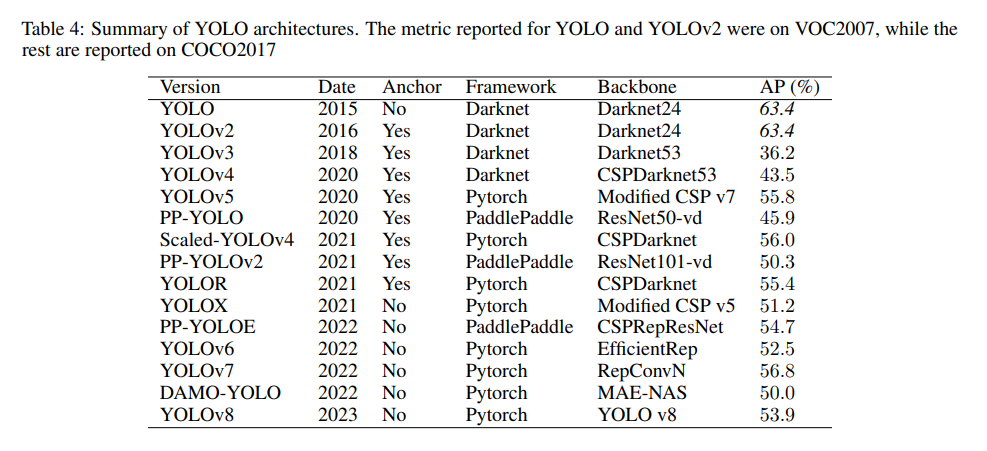 Table 4: Summary of YOLO architectures. The metric reported for YOLO and YOLOv2 were on VOC2007, while the
rest are reported on COCO2017
Version Date Anchor Framework Backbone AP (%)
YOLO 2015 No Darknet Darknet24 63.4
YOLOv2 2016 Yes Darknet Darknet24 63.4
YOLOv3 2018 Yes Darknet Darknet53 36.2
YOLOv4 2020 Yes Darknet CSPDarknet53 43.5
YOLOv5 2020 Yes Pytorch Modified CSP v7 55.8
PP-YOLO 2020 Yes PaddlePaddle ResNet50-vd 45.9
Scaled-YOLOv4 2021 Yes Pytorch CSPDarknet 56.0
PP-YOLOv2 2021 Yes PaddlePaddle ResNet101-vd 50.3
YOLOR 2021 Yes Pytorch CSPDarknet 55.4
YOLOX 2021 No Pytorch Modified CSP v5 51.2
PP-YOLOE 2022 No PaddlePaddle CSPRepResNet 54.7
YOLOv6 2022 No Pytorch EfficientRep 52.5
YOLOv7 2022 No Pytorch RepConvN 56.8
DAMO-YOLO 2022 No Pytorch MAE-NAS 50.0
YOLOv8 2023 No Pytorch YOLO v8 53.9